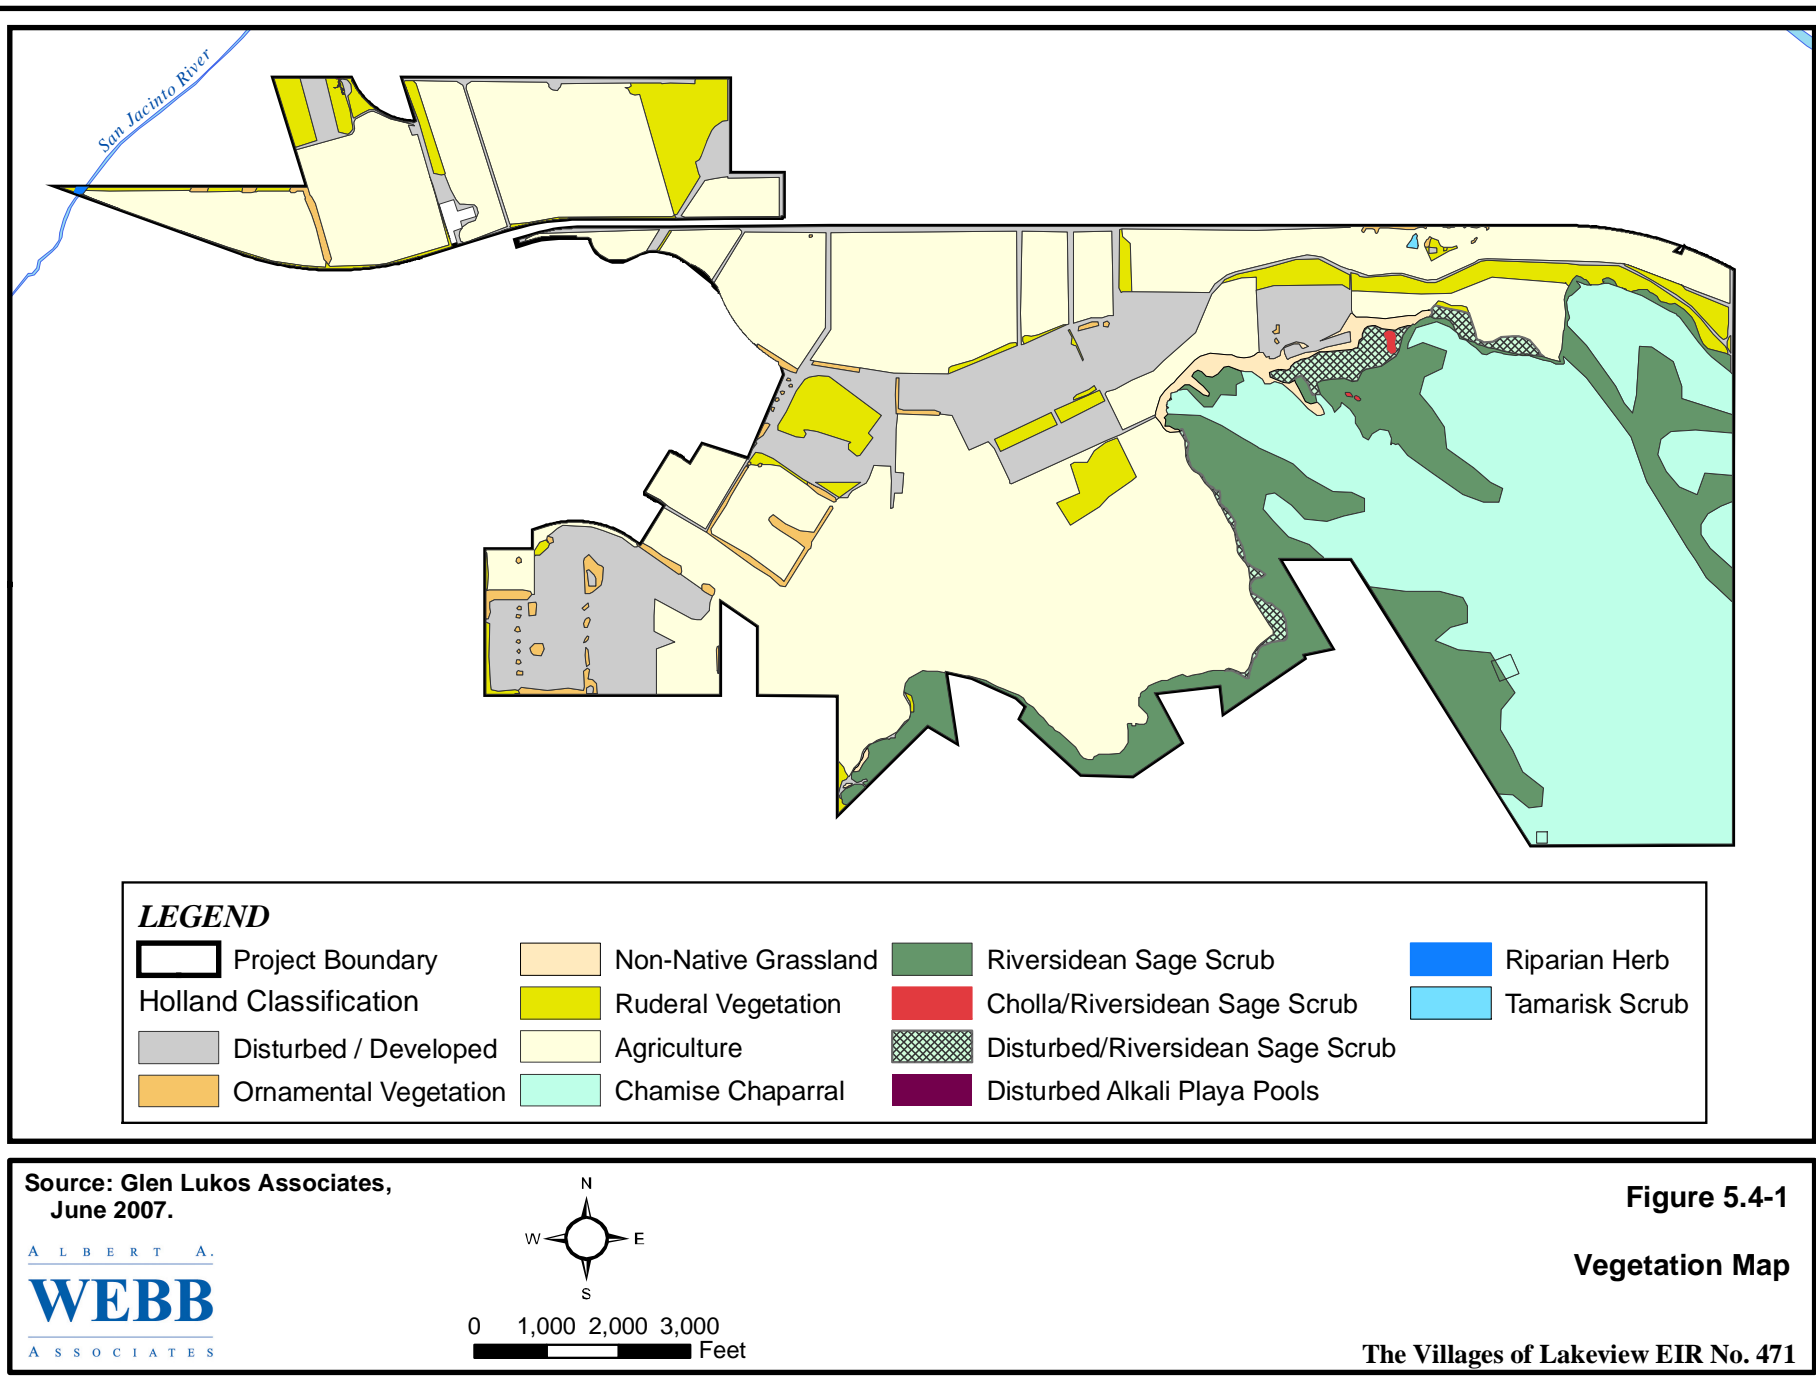 San Jacinto River
LEGEND
Project Boundary
Holland Classification
Disturbed / Developed
Ornamental Vegetation
Non-Native Grassland
Ruderal Vegetation
Agriculture
Chamise Chaparral
Riversidean Sage Scrub
Cholla/Riversidean Sage Scrub
Disturbed/Riversidean Sage Scrub
Disturbed Alkali Playa Pools
Riparian Herb
Tamarisk Scrub
Source: Glen Lukos Associates,
June 2007.
ALBERT A.
WEBB
ASSOCIATES
N
W E
S
0 1,000 2,000 3,000
Feet
Figure 5.4-1
Vegetation Map
The Villages of Lakeview EIR No. 471